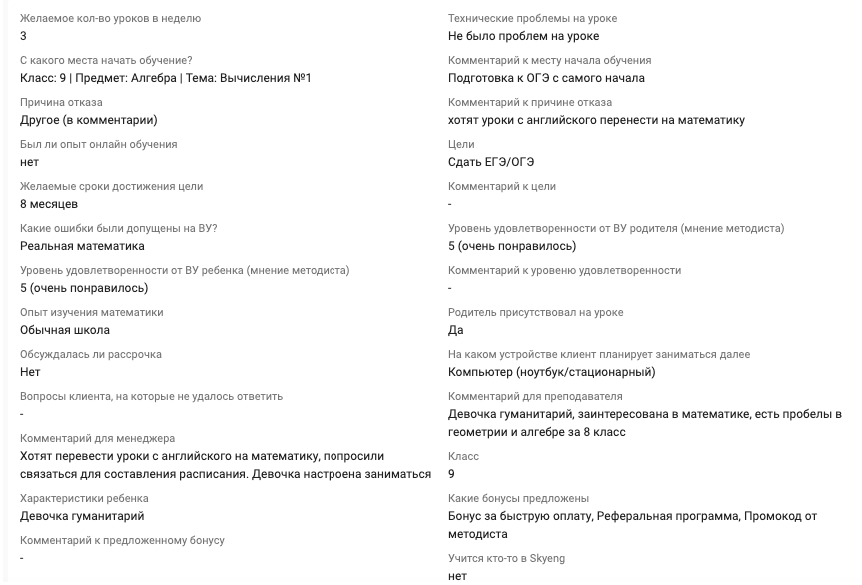 Желаемое кол-во уроков в неделю
3
С какого места начать обучение?
Класс: 9 | Предмет: Алгебра | Тема: Вычисления №1
Причина отказа
Другое (в комментарии)
Был ли опыт онлайн обучения
нет
Желаемые сроки достижения цели
8 месяцев
Какие ошибки были допущены на ВУ?
Реальная математика
Уровень удовлетворенности от ВУ ребенка (мнение методиста)
5 (очень понравилось)
Опыт изучения математики
Обычная школа
Обсуждалась ли рассрочка
Нет
Вопросы клиента, на которые не удалось ответить
-
Комментарий для менеджера
Хотят перевести уроки с английского на математику, попросили
связаться для составления расписания. Девочка настроена заниматься
Характеристики ребенка
Девочка гуманитарий
Комментарий к предложенному бонусу
-
Технические проблемы на уроке
Не было проблем на уроке
Комментарий к месту начала обучения
Подготовка к ОГЭ с самого начала
Комментарий к причине отказа
хотят уроки с английского перенести на математику
Цели
Сдать ЕГЭ/ОГЭ
Комментарий к цели
-
Уровень удовлетворенности от ВУ родителя (мнение методиста)
5 (очень понравилось)
Комментарий к уровеню удовлетворенности
-
Родитель присутствовал на уроке
Да
На каком устройстве клиент планирует заниматься далее
Компьютер (ноутбук/стационарный)
Комментарий для преподавателя
Девочка гуманитарий, заинтересована в математике, есть пробелы в
геометрии и алгебре за 8 класс
Класс
9
Какие бонусы предложены
Бонус за быструю оплату, Реферальная программа, Промокод от
методиста
Учится кто-то в Skyeng
нет